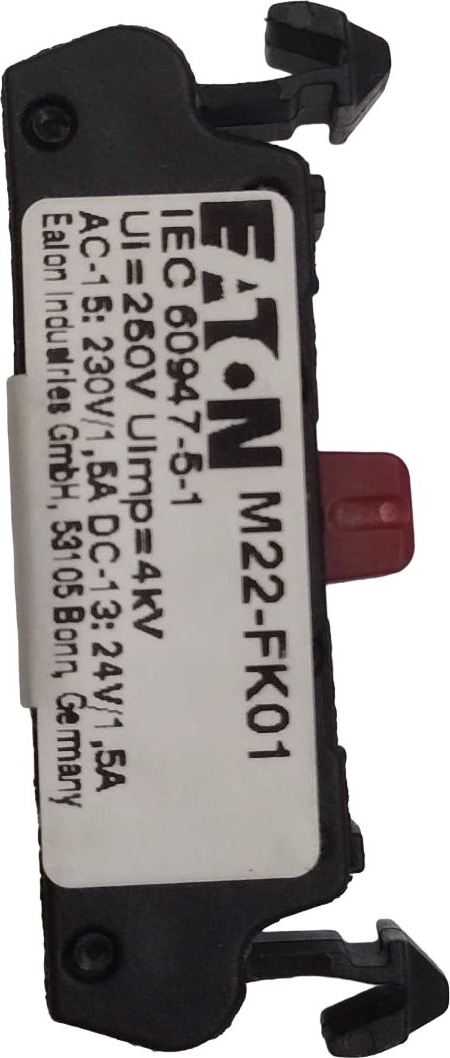 EATON M22-FK01
IEC 60947-5-1
Ui=250V UImp=4kV
AC-15: 230V/1,5A DC-13: 24V/1,5A
Eaton Industries GmbH, 53105 Bonn, Germany